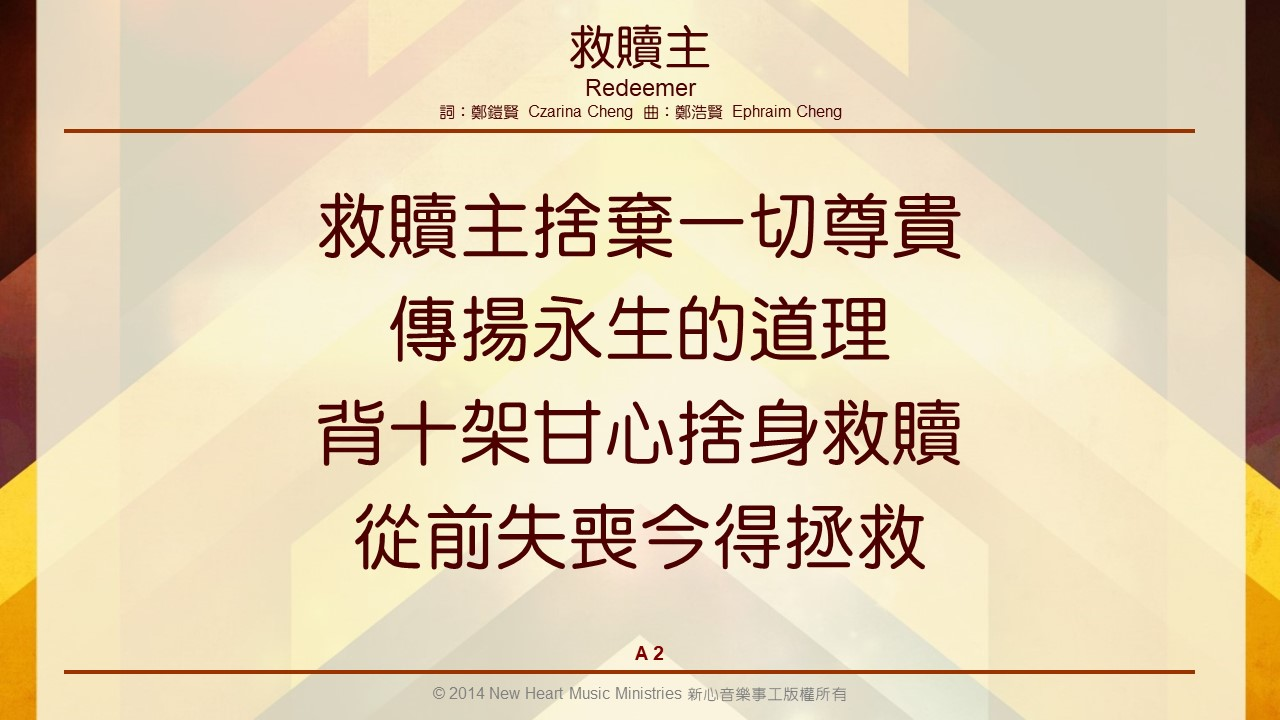 救贖主
Redeemer
詞：鄭鎧賢 Czarina Cheng 曲：鄭浩賢 Ephraim Cheng
救贖主捨棄一切尊貴
傳揚永生的道理
背十架甘心捨身救贖
從前失喪今得拯救
A 2
© 2014 New Heart Music Ministries 新心音樂事工版權所有